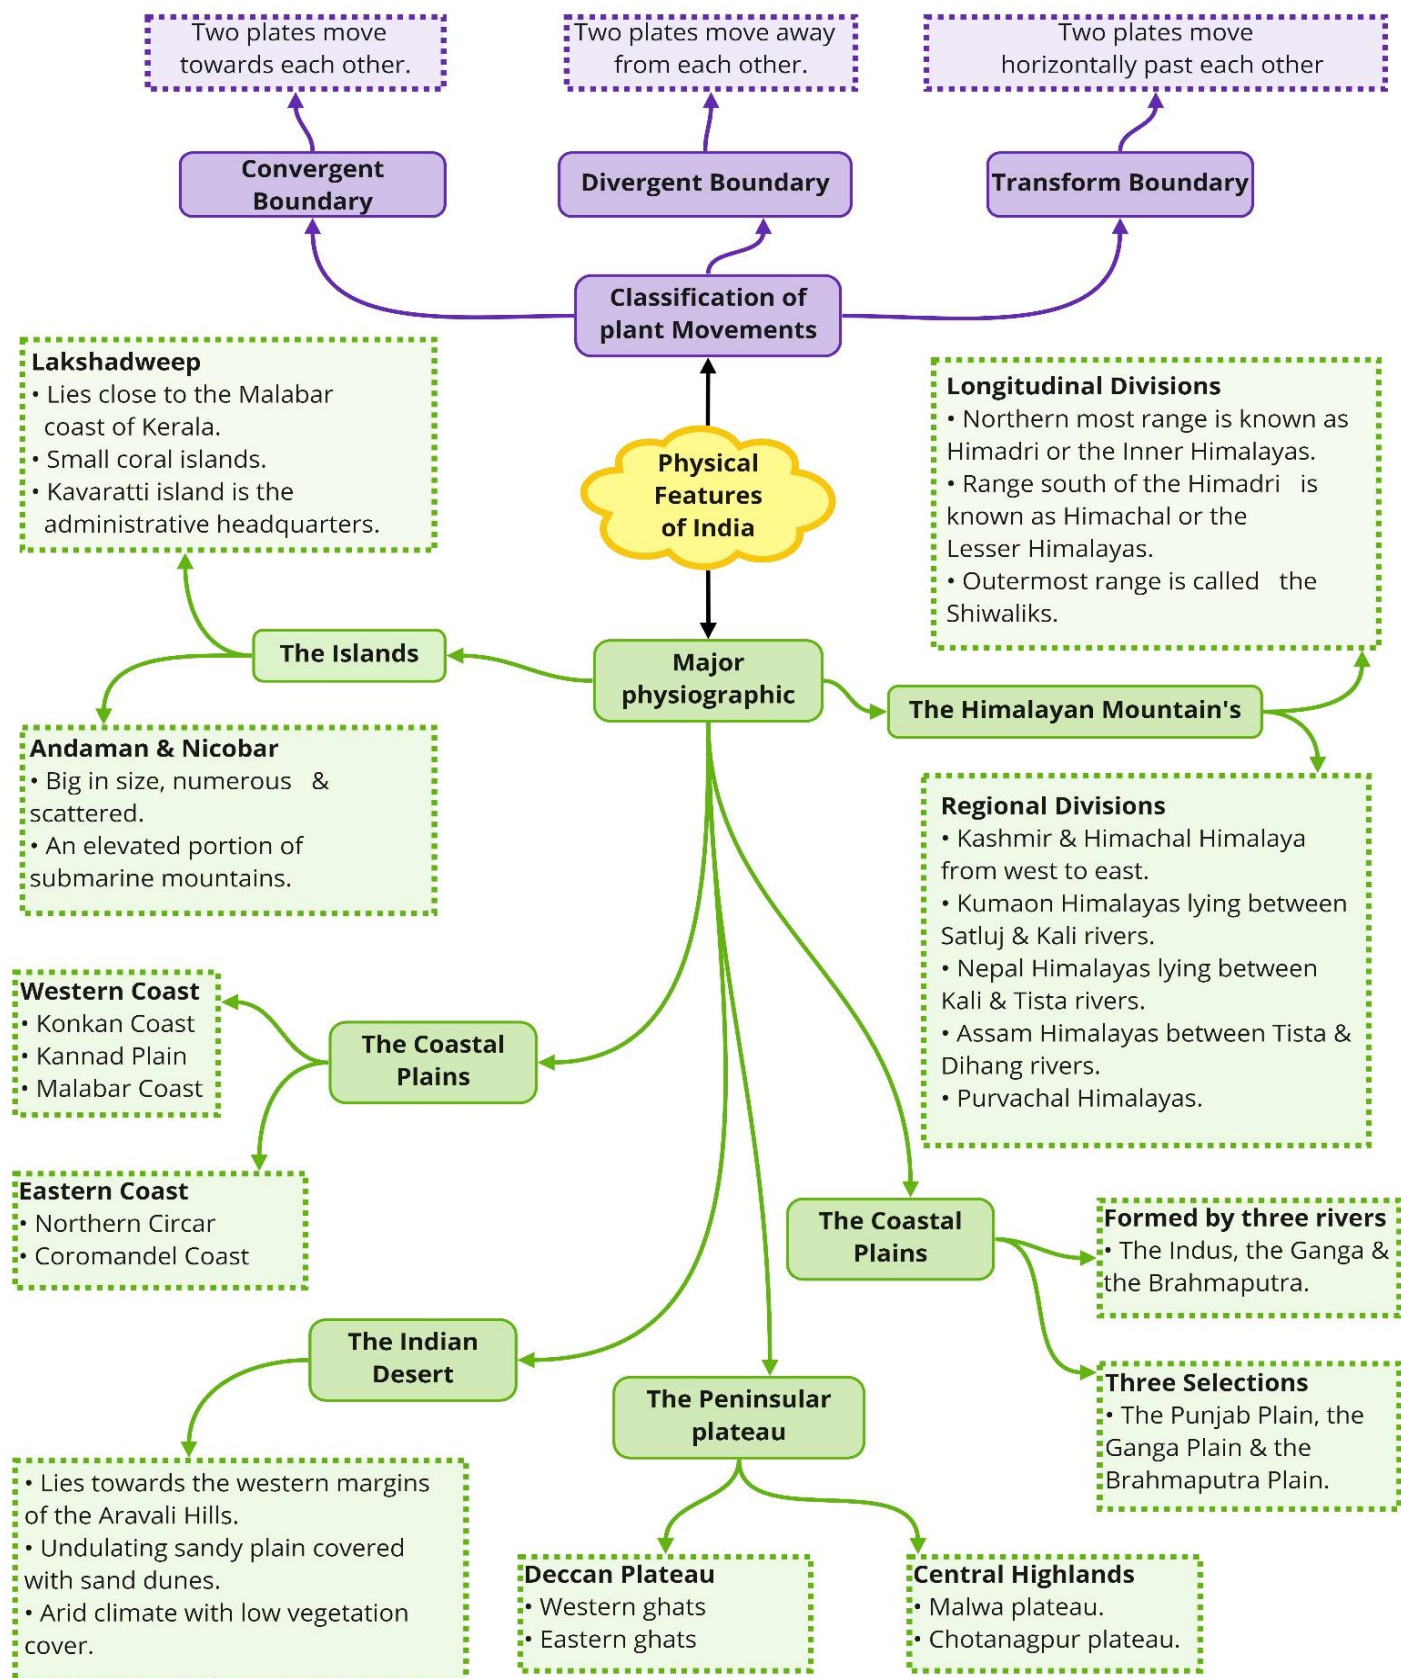 Two plates move
towards each other.
Two plates move away
from each other.
Two plates move
horizontally past each other
Convergent
Boundary
Divergent Boundary
Transform Boundary
Classification of
plant Movements
Lakshadweep
• Lies close to the Malabar
coast of Kerala.
• Small coral islands.
• Kavaratti island is the
administrative headquarters.
Physical
Features
of India
Longitudinal Divisions
• Northern most range is known as
Himadri or the Inner Himalayas.
• Range south of the Himadri is
known as Himachal or the
Lesser Himalayas.
• Outermost range is called the
Shiwaliks.
The Islands
Major
physiographic
The Himalayan Mountain's
Andaman & Nicobar
• Big in size, numerous &
scattered.
• An elevated portion of
submarine mountains.
Regional Divisions
• Kashmir & Himachal Himalaya
from west to east.
• Kumaon Himalayas lying between
Satluj & Kali rivers.
• Nepal Himalayas lying between
Kali & Tista rivers.
• Assam Himalayas between Tista &
Dihang rivers.
• Purvachal Himalayas.
Western Coast
• Konkan Coast
• Kannad Plain
• Malabar Coast
The Coastal
Plains
Eastern Coast
• Northern Circar
• Coromandel Coast
The Coastal
Plains
Formed by three rivers
• The Indus, the Ganga &
the Brahmaputra.
The Indian
Desert
The Peninsular
plateau
Three Selections
• The Punjab Plain, the
Ganga Plain & the
Brahmaputra Plain.
• Lies towards the western margins
of the Aravali Hills.
• Undulating sandy plain covered
with sand dunes.
• Arid climate with low vegetation
cover.
Deccan Plateau
• Western ghats
• Eastern ghats
Central Highlands
• Malwa plateau.
• Chotanagpur plateau.